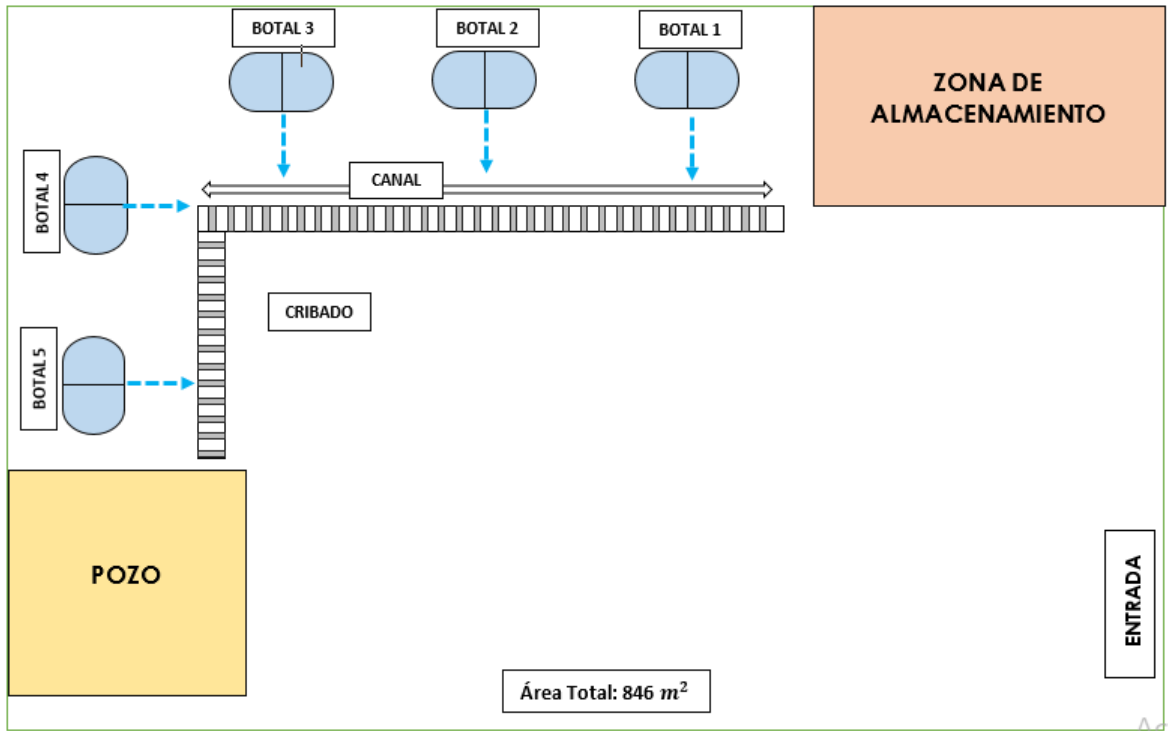 BOTAL 3
BOTAL 2
BOTAL 1
ZONA DE
ALMACENAMIENTO
BOTAL 4
CANAL
CRIBADO
BOTAL 5
POZO
ENTRADA
Área Total: 846 m²